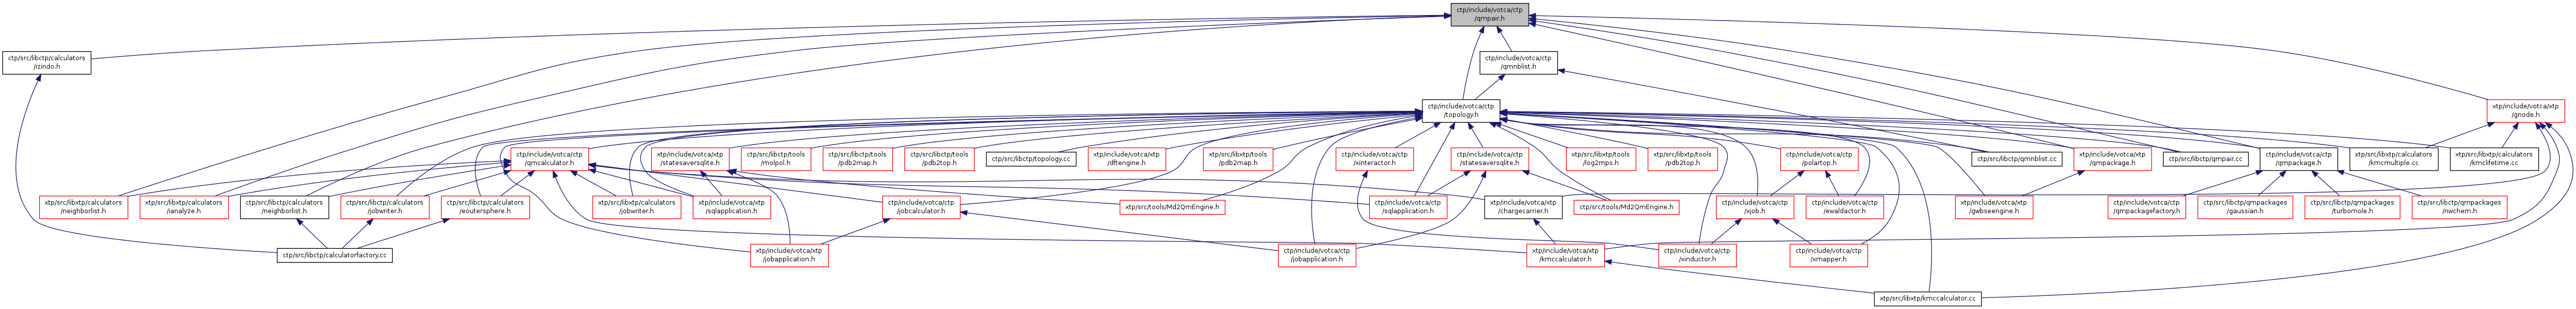 ctp/include/votca/ctp
/qmpair.h
ctp/src/libctp/calculators
/izindo.h
ctp/include/votca/ctp
/qmnblist.h
ctp/include/votca/ctp
/topology.h
xtp/include/votca/xtp
/gnode.h
ctp/include/votca/ctp
/qmcalculator.h
xtp/include/votca/xtp
/statesaversqlite.h
ctp/src/libctp/tools
/molpol.h
ctp/src/libctp/tools
/pdb2map.h
ctp/src/libctp/tools
/pdb2top.h
ctp/src/libctp/topology.cc
xtp/include/votca/xtp
/dftengine.h
xtp/src/libxtp/tools
/pdb2map.h
ctp/include/votca/ctp
/xinteractor.h
ctp/include/votca/ctp
/statesaversqlite.h
xtp/src/libxtp/tools
/log2mps.h
xtp/src/libxtp/tools
/pdb2top.h
ctp/include/votca/ctp
/polartop.h
ctp/src/libctp/qmnblist.cc
xtp/include/votca/xtp
/qmpackage.h
ctp/src/libctp/qmpair.cc
ctp/include/votca/ctp
/qmpackage.h
xtp/src/libxtp/calculators
/kmcmultiple.cc
xtp/src/libxtp/calculators
/kmclifetime.cc
xtp/src/libxtp/calculators
/neighborlist.h
xtp/src/libxtp/calculators
/ianalyze.h
ctp/src/libctp/calculators
/neighborlist.h
ctp/src/libctp/calculators
/jobwriter.h
ctp/src/libctp/calculators
/eoutersphere.h
xtp/src/libxtp/calculators
/jobwriter.h
xtp/include/votca/xtp
/sqlapplication.h
ctp/include/votca/ctp
/jobcalculator.h
xtp/src/tools/Md2QmEngine.h
ctp/include/votca/ctp
/sqlapplication.h
xtp/include/votca/xtp
/chargecarrier.h
ctp/src/tools/Md2QmEngine.h
ctp/include/votca/ctp
/xjob.h
ctp/include/votca/ctp
/ewaldactor.h
xtp/include/votca/xtp
/gwbseengine.h
ctp/include/votca/ctp
/qmpackagefactory.h
ctp/src/libctp/qmpackages
/gaussian.h
ctp/src/libctp/qmpackages
/turbomole.h
ctp/src/libctp/qmpackages
/nwchem.h
ctp/src/libctp/calculatorfactory.cc
xtp/include/votca/xtp
/jobapplication.h
ctp/include/votca/ctp
/jobapplication.h
xtp/include/votca/xtp
/kmccalculator.h
ctp/include/votca/ctp
/xinductor.h
ctp/include/votca/ctp
/xmapper.h
xtp/src/libxtp/kmccalculator.cc